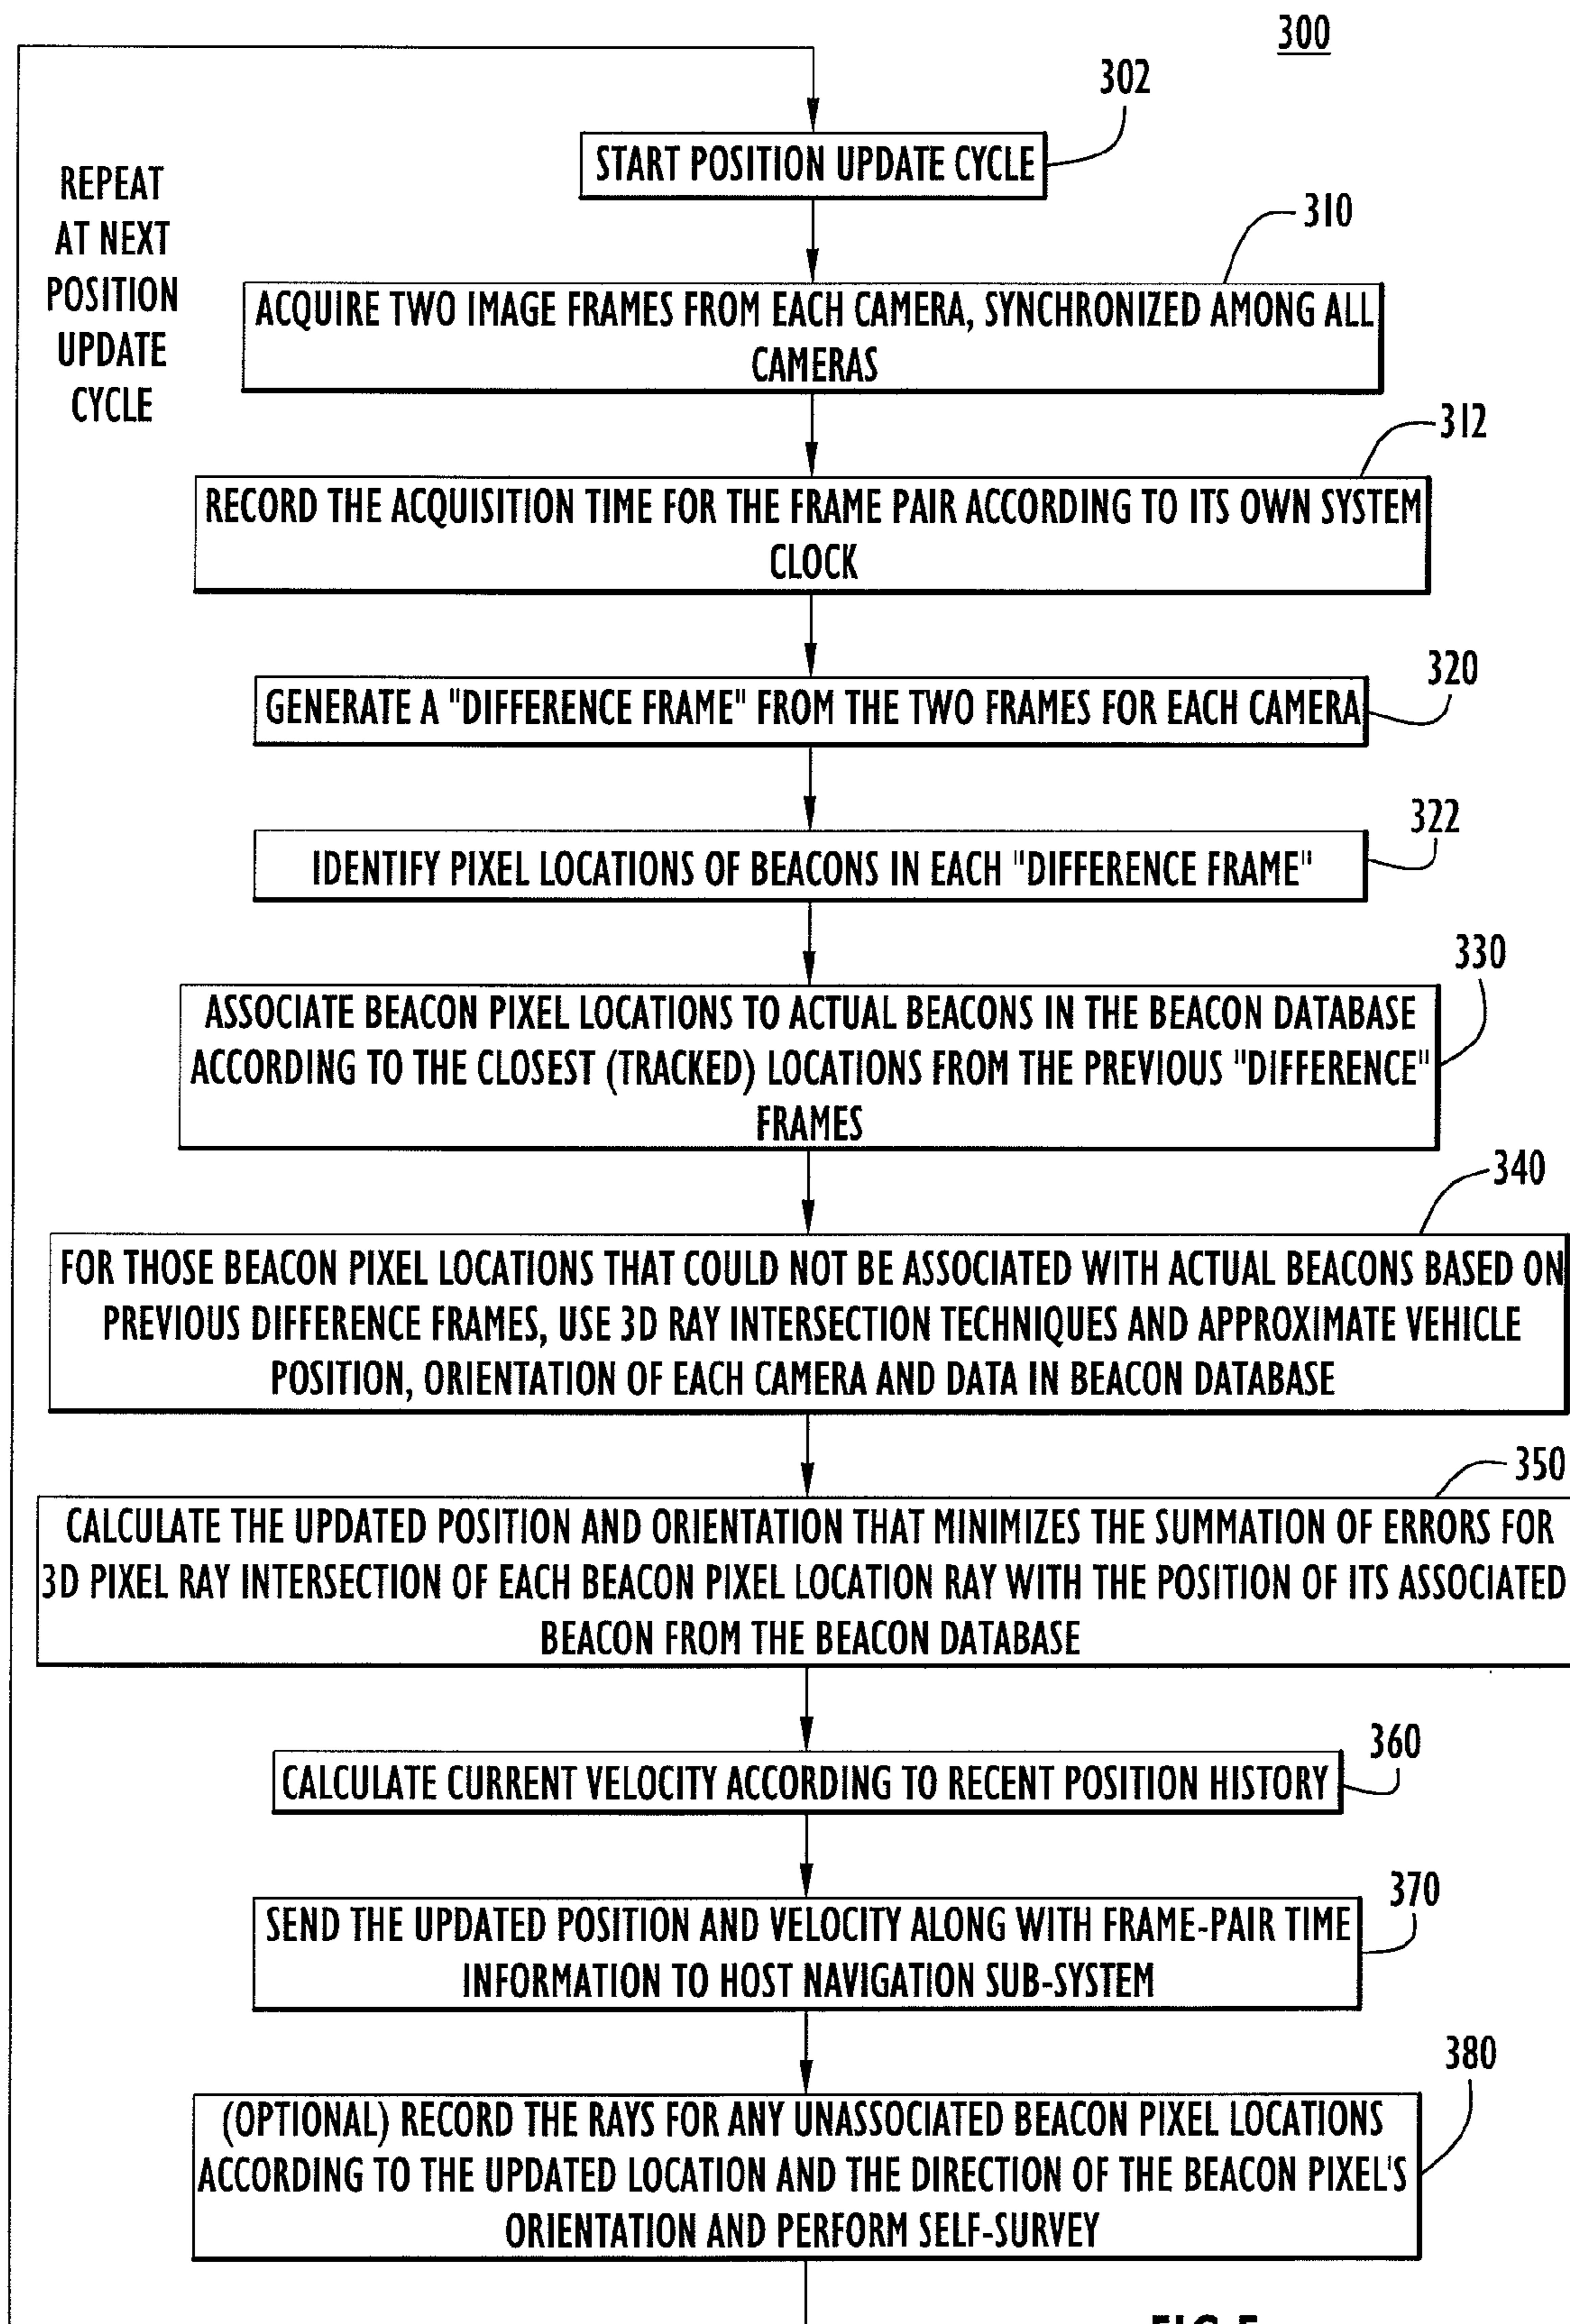 300
302
START POSITION UPDATE CYCLE
REPEAT
AT NEXT
POSITION
UPDATE
CYCLE
310
ACQUIRE TWO IMAGE FRAMES FROM EACH CAMERA, SYNCHRONIZED AMONG ALL
CAMERAS
312
RECORD THE ACQUISITION TIME FOR THE FRAME PAIR ACCORDING TO ITS OWN SYSTEM
CLOCK
320
GENERATE A "DIFFERENCE FRAME" FROM THE TWO FRAMES FOR EACH CAMERA
322
IDENTIFY PIXEL LOCATIONS OF BEACONS IN EACH "DIFFERENCE FRAME"
330
ASSOCIATE BEACON PIXEL LOCATIONS TO ACTUAL BEACONS IN THE BEACON DATABASE
ACCORDING TO THE CLOSEST (TRACKED) LOCATIONS FROM THE PREVIOUS "DIFFERENCE"
FRAMES
340
FOR THOSE BEACON PIXEL LOCATIONS THAT COULD NOT BE ASSOCIATED WITH ACTUAL BEACONS BASED ON
PREVIOUS DIFFERENCE FRAMES, USE 3D RAY INTERSECTION TECHNIQUES AND APPROXIMATE VEHICLE
POSITION, ORIENTATION OF EACH CAMERA AND DATA IN BEACON DATABASE
350
CALCULATE THE UPDATED POSITION AND ORIENTATION THAT MINIMIZES THE SUMMATION OF ERRORS FOR
3D PIXEL RAY INTERSECTION OF EACH BEACON PIXEL LOCATION RAY WITH THE POSITION OF ITS ASSOCIATED
BEACON FROM THE BEACON DATABASE
360
CALCULATE CURRENT VELOCITY ACCORDING TO RECENT POSITION HISTORY
370
SEND THE UPDATED POSITION AND VELOCITY ALONG WITH FRAME-PAIR TIME
INFORMATION TO HOST NAVIGATION SUB-SYSTEM
380
(OPTIONAL) RECORD THE RAYS FOR ANY UNASSOCIATED BEACON PIXEL LOCATIONS
ACCORDING TO THE UPDATED LOCATION AND THE DIRECTION OF THE BEACON PIXEL'S
ORIENTATION AND PERFORM SELF-SURVEY